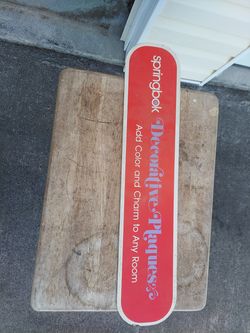 springbok
Decorative Plaques
Add Color and Charm to Any Room